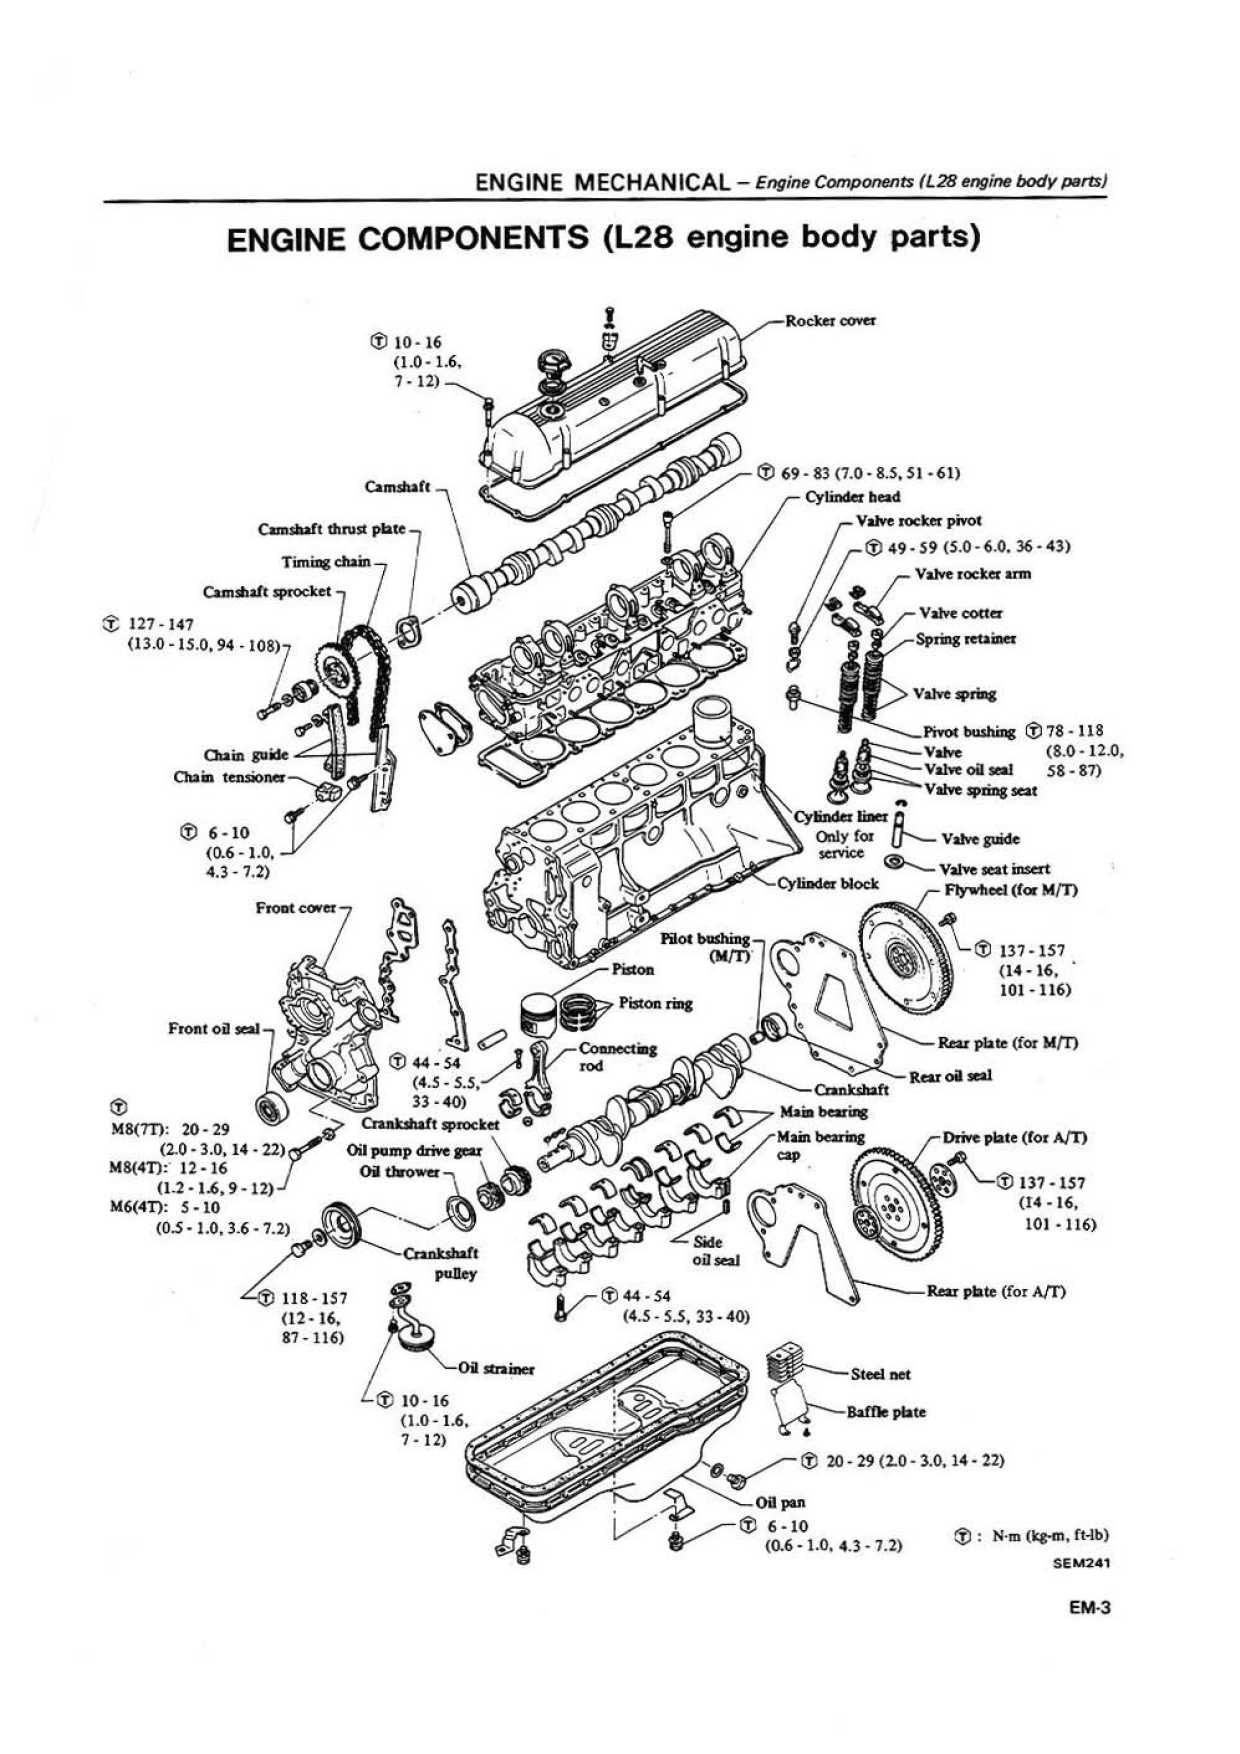 ENGINE MECHANICAL – Engine Components (L28 engine body parts)
ENGINE COMPONENTS (L28 engine body parts)
Rocker cover
Ⓣ 10 - 16
(1.0 - 1.6,
7 - 12)
Ⓣ 69 - 83 (7.0 - 8.5, 51 - 61)
Camshaft
Cylinder head
Valve rocker pivot
Camshaft thrust plate
Ⓣ 49 - 59 (5.0 - 6.0, 36 - 43)
Timing chain
Valve rocker arm
Camshaft sprocket
Valve cotter
Ⓣ 127 - 147
(13.0 - 15.0, 94 - 108)
Spring retainer
Valve spring
Pivot bushing Ⓣ 78 - 118
(8.0 - 12.0,
58 - 87)
Valve
Valve oil seal
Valve spring seat
Chain guide
Chain tensioner
Cylinder liner
Only for
service
Ⓣ 6 - 10
(0.6 - 1.0,
4.3 - 7.2)
Valve guide
Valve seat insert
Cylinder block
Flywheel (for M/T)
Front cover
Pilot bushing
(M/T)
Ⓣ 137 - 157
(14 - 16,
101 - 116)
Piston
Piston ring
Front oil seal
Connecting
rod
Rear plate (for M/T)
Ⓣ 44 - 54
(4.5 - 5.5,
33 - 40)
Rear oil seal
Crankshaft
Ⓣ
M8(7T): 20 - 29
(2.0 - 3.0, 14 - 22)
M8(4T): 12 - 16
(1.2 - 1.6, 9 - 12)
M6(4T): 5 - 10
(0.5 - 1.0, 3.6 - 7.2)
Crankshaft sprocket
Main bearing
Oil pump drive gear
Main bearing
cap
Drive plate (for A/T)
Oil thrower
Ⓣ 137 - 157
(14 - 16,
101 - 116)
Crankshaft
pulley
Side
oil seal
Ⓣ 118 - 157
(12 - 16,
87 - 116)
Ⓣ 44 - 54
(4.5 - 5.5, 33 - 40)
Rear plate (for A/T)
Oil strainer
Steel net
Ⓣ 10 - 16
(1.0 - 1.6,
7 - 12)
Baffle plate
Ⓣ 20 - 29 (2.0 - 3.0, 14 - 22)
Oil pan
Ⓣ 6 - 10
(0.6 - 1.0, 4.3 - 7.2)
Ⓣ : N·m (kg-m, ft-lb)
SEM241
EM-3